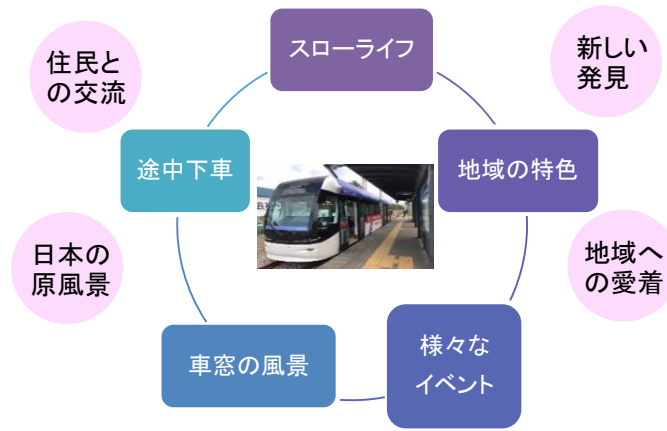 スローライフ
住民と
の交流
新しい
発見
途中下車
地域の特色
日本の
原風景
地域へ
の愛着
車窓の風景
様々な
イベント